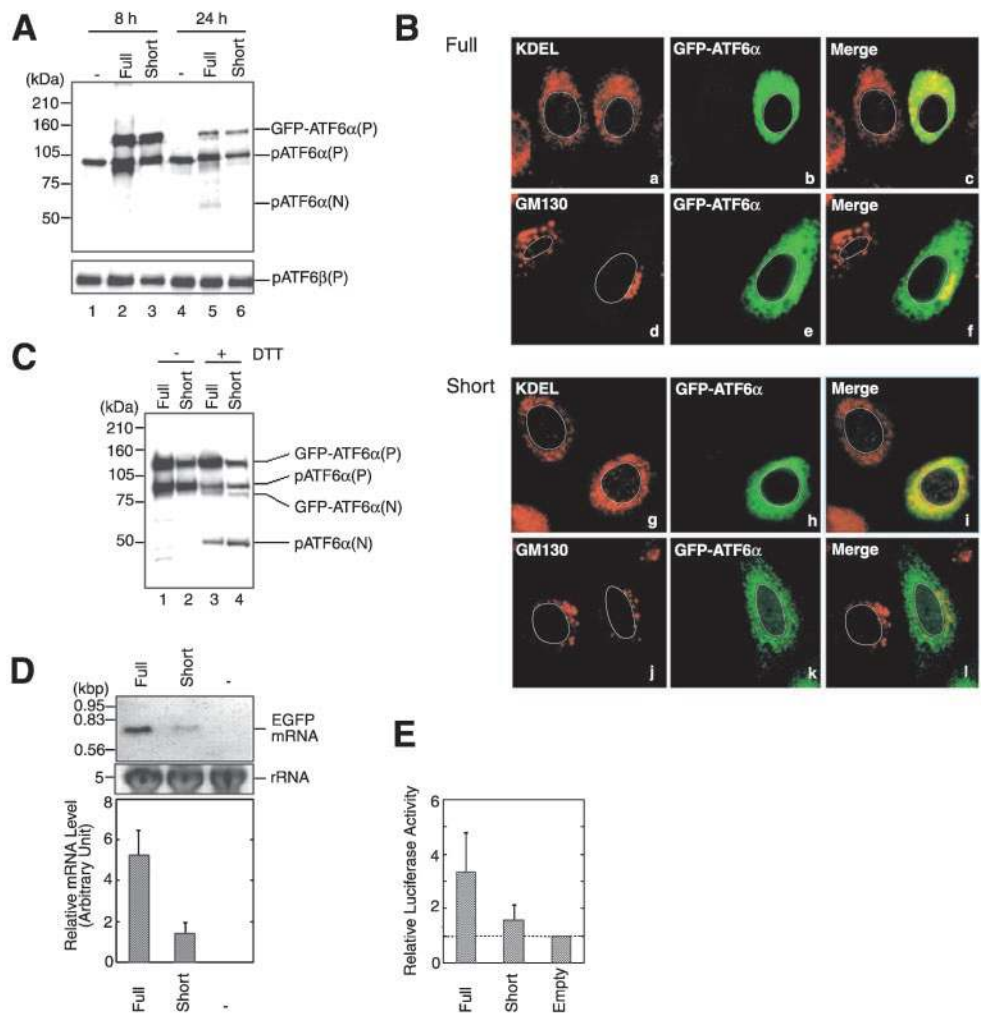 A
8 h
24 h
-
Full
Short
-
Full
Short
(kDa)
210
160
105
75
50
GFP-ATF6α(P)
pATF6α(P)
pATF6α(N)
pATF6β(P)
1 2 3 4 5 6
B
Full
KDEL
GFP-ATF6α
Merge
a
b
c
GM130
GFP-ATF6α
Merge
d
e
f
Short
KDEL
GFP-ATF6α
Merge
g
h
i
GM130
GFP-ATF6α
Merge
j
k
l
C
- + DTT
Full
Short
Full
Short
(kDa)
210
160
105
75
50
GFP-ATF6α(P)
pATF6α(P)
GFP-ATF6α(N)
pATF6α(N)
1 2 3 4
D
Full
Short
-
(kbp)
0.95
0.83
0.56
EGFP
mRNA
5
rRNA
Relative mRNA Level
(Arbitrary Unit)
8
6
4
2
0
Full
Short
-
E
Relative Luciferase Activity
6
4
2
0
Full
Short
Empty